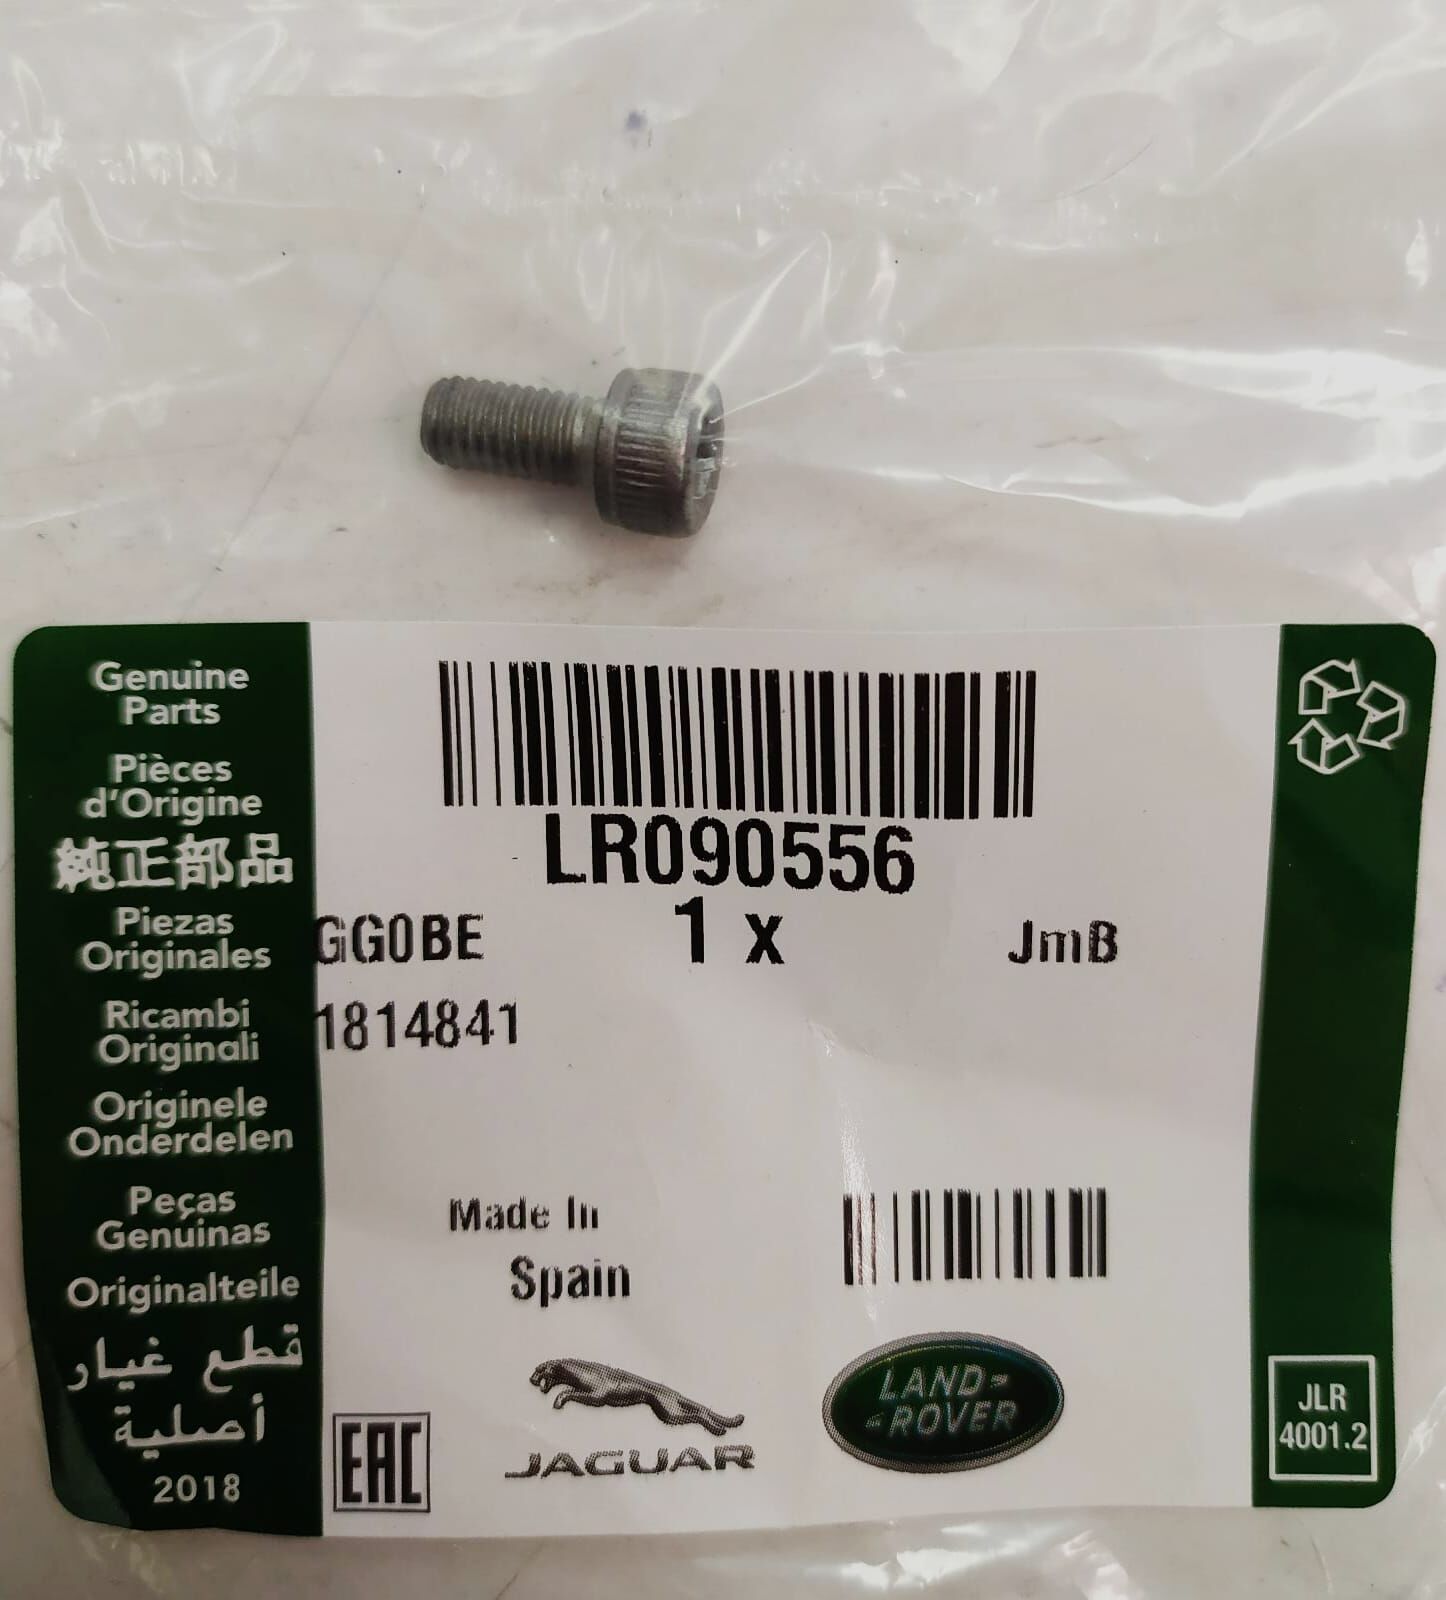 Genuine
Parts
Pièces
d'Origine
純正部品
Piezas
Originales
Ricambi
Originali
Originele
Onderdelen
Peças
Genuinas
Originalteile
قطع غيار
أصلية
2018
LR090556
GG0BE 1 x JmB
1814841
Made In
Spain
EAC
JAGUAR
LAND-
-ROVER
JLR
4001.2